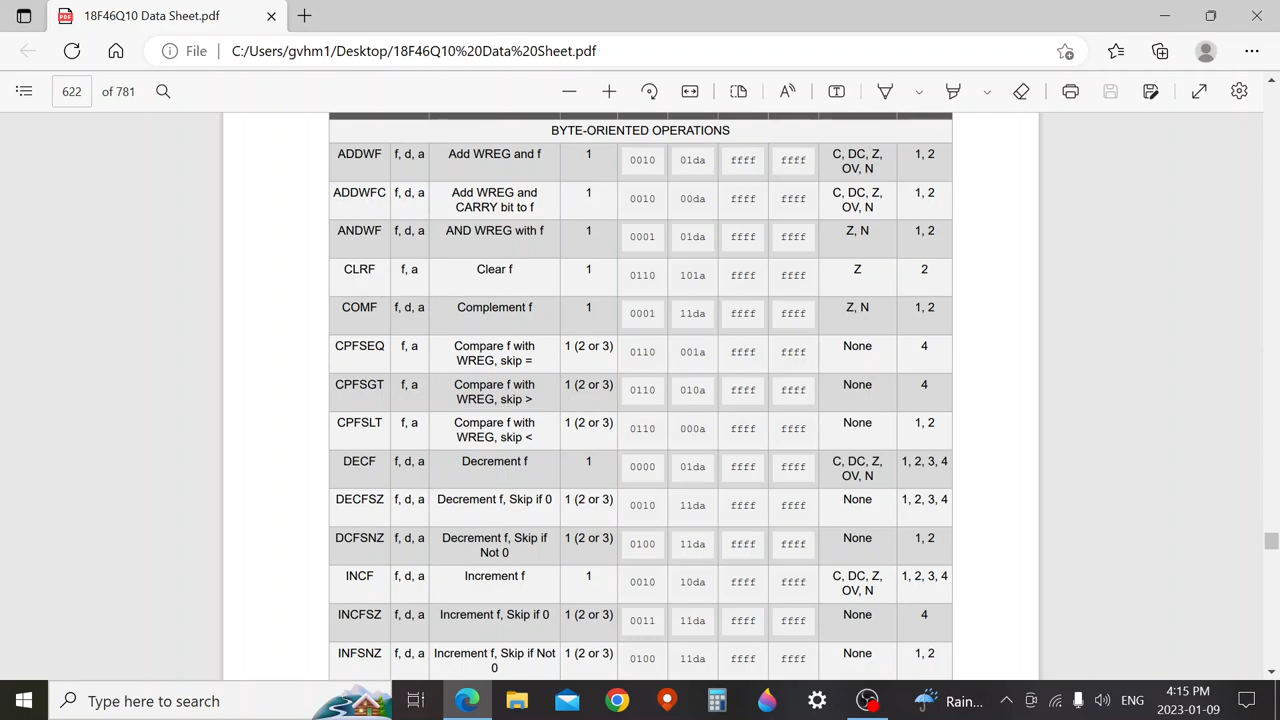 18F46Q10 Data Sheet.pdf
File
C:/Users/gvhm1/Desktop/18F46Q10%20Data%20Sheet.pdf
622 of 781
BYTE-ORIENTED OPERATIONS
ADDWF f, d, a Add WREG and f 1 0010 01da ffff ffff C, DC, Z, 1, 2
OV, N
ADDWFC f, d, a Add WREG and 1 0010 00da ffff ffff C, DC, Z, 1, 2
CARRY bit to f OV, N
ANDWF f, d, a AND WREG with f 1 0001 01da ffff ffff Z, N 1, 2
CLRF f, a Clear f 1 0110 101a ffff ffff Z 2
COMF f, d, a Complement f 1 0001 11da ffff ffff Z, N 1, 2
CPFSEQ f, a Compare f with 1 (2 or 3) 0110 001a ffff ffff None 4
WREG, skip =
CPFSGT f, a Compare f with 1 (2 or 3) 0110 010a ffff ffff None 4
WREG, skip >
CPFSLT f, a Compare f with 1 (2 or 3) 0110 000a ffff ffff None 1, 2
WREG, skip <
DECF f, d, a Decrement f 1 0000 01da ffff ffff C, DC, Z, 1, 2, 3, 4
OV, N
DECFSZ f, d, a Decrement f, Skip if 0 1 (2 or 3) 0010 11da ffff ffff None 1, 2, 3, 4
DCFSNZ f, d, a Decrement f, Skip if 1 (2 or 3) 0100 11da ffff ffff None 1, 2
Not 0
INCF f, d, a Increment f 1 0010 10da ffff ffff C, DC, Z, 1, 2, 3, 4
OV, N
INCFSZ f, d, a Increment f, Skip if 0 1 (2 or 3) 0011 11da ffff ffff None 4
INFSNZ f, d, a Increment f, Skip if Not 1 (2 or 3) 0100 11da ffff ffff None 1, 2
0
Type here to search
Rain...
ENG
4:15 PM
2023-01-09